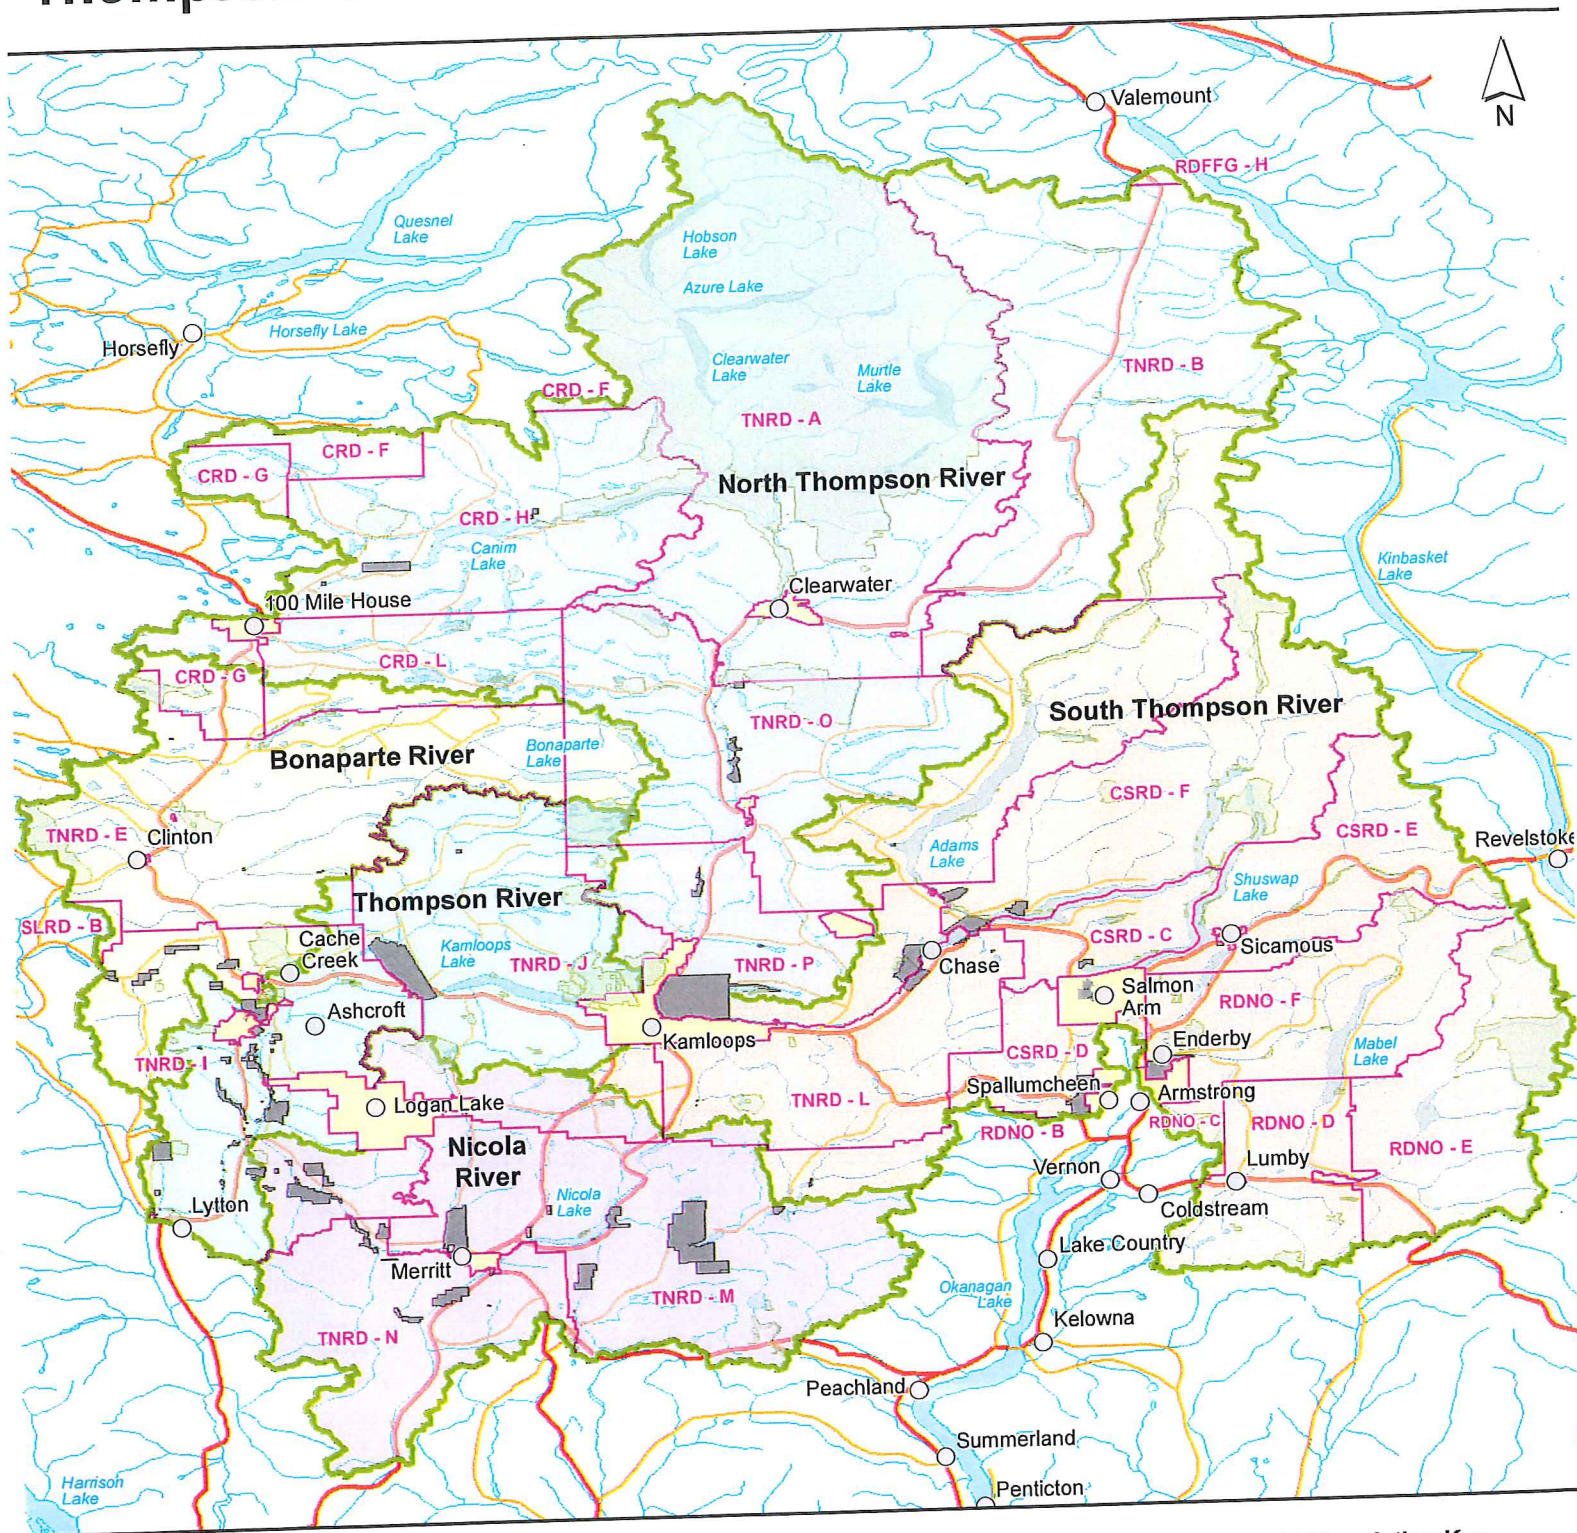 Valemount
N
RDFFG - H
Quesnel
Lake
Hobson
Lake
Azure Lake
Horsefly Lake
Horsefly
Clearwater
Lake
Murtle
Lake
TNRD - B
CRD - F
TNRD - A
CRD - F
CRD - G
North Thompson River
CRD - H
Canim
Lake
Kinbasket
Lake
Clearwater
100 Mile House
CRD - L
CRD - G
South Thompson River
TNRD - O
Bonaparte River
Bonaparte
Lake
CSRD - F
CSRD - E
TNRD - E
Clinton
Revelstoke
Adams
Lake
Shuswap
Lake
Thompson River
SLRD - B
Cache
Creek
Kamloops
Lake
TNRD - J
TNRD - P
Chase
CSRD - C
Sicamous
Salmon
Arm
RDNO - F
Ashcroft
Kamloops
Enderby
Mabel
Lake
TNRD - I
CSRD - D
Spallumcheen
Armstrong
Logan Lake
TNRD - L
RDNO - B
RDNO - C
RDNO - D
RDNO - E
Nicola
River
Vernon
Lumby
Lytton
Nicola
Lake
Coldstream
Lake Country
Merritt
Okanagan
Lake
TNRD - M
Kelowna
TNRD - N
Peachland
Summerland
Harrison
Lake
Penticton